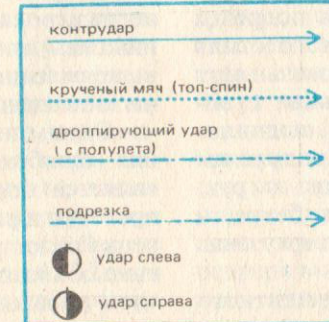 контрудар
крученый мяч (топ-спин)
дроппирующий удар
( с полулета)
подрезка
удар слева
удар справа